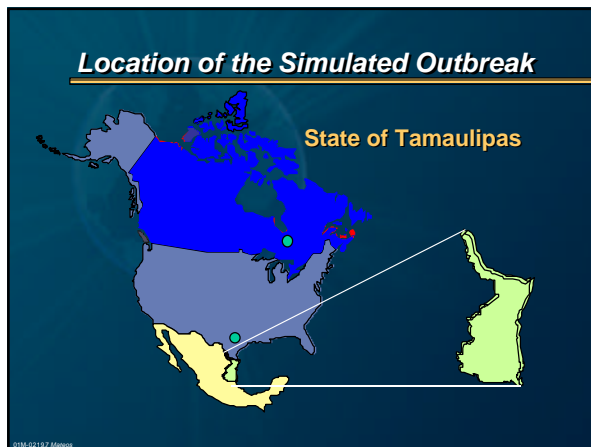 Location of the Simulated Outbreak
State of Tamaulipas
01M-02197 Mateos